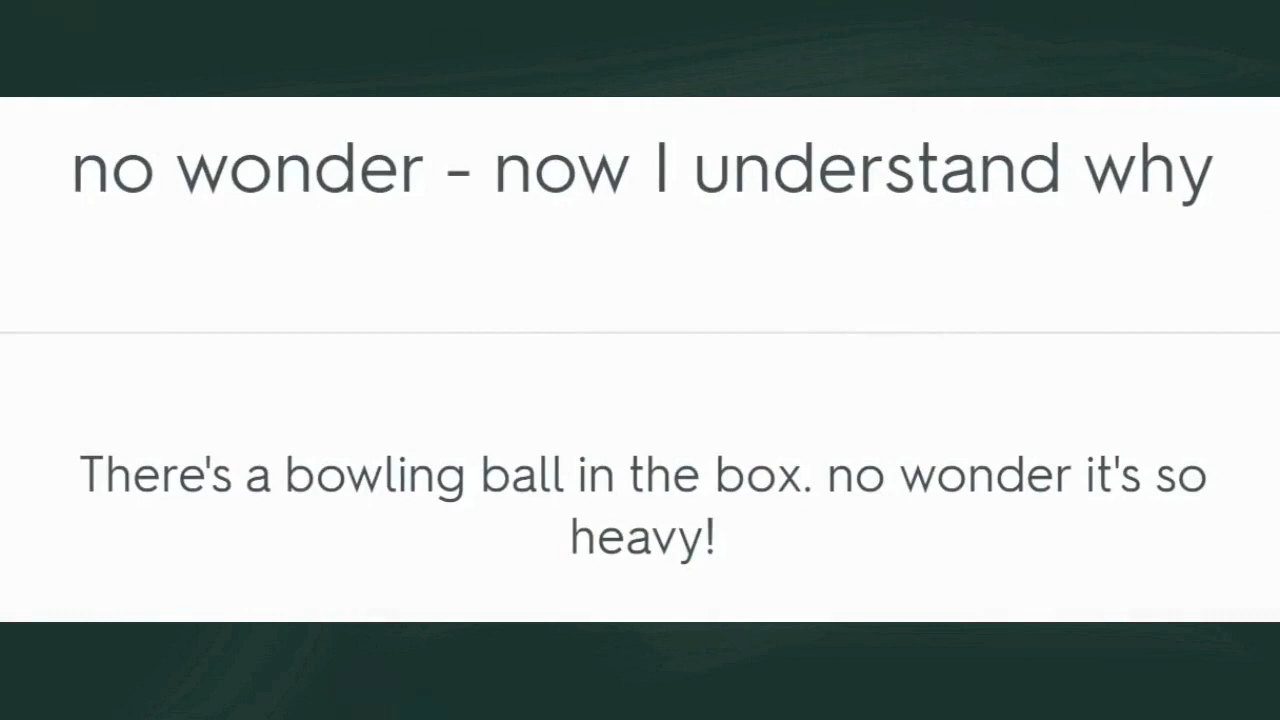 no wonder - now I understand why
There's a bowling ball in the box. no wonder it's so
heavy!